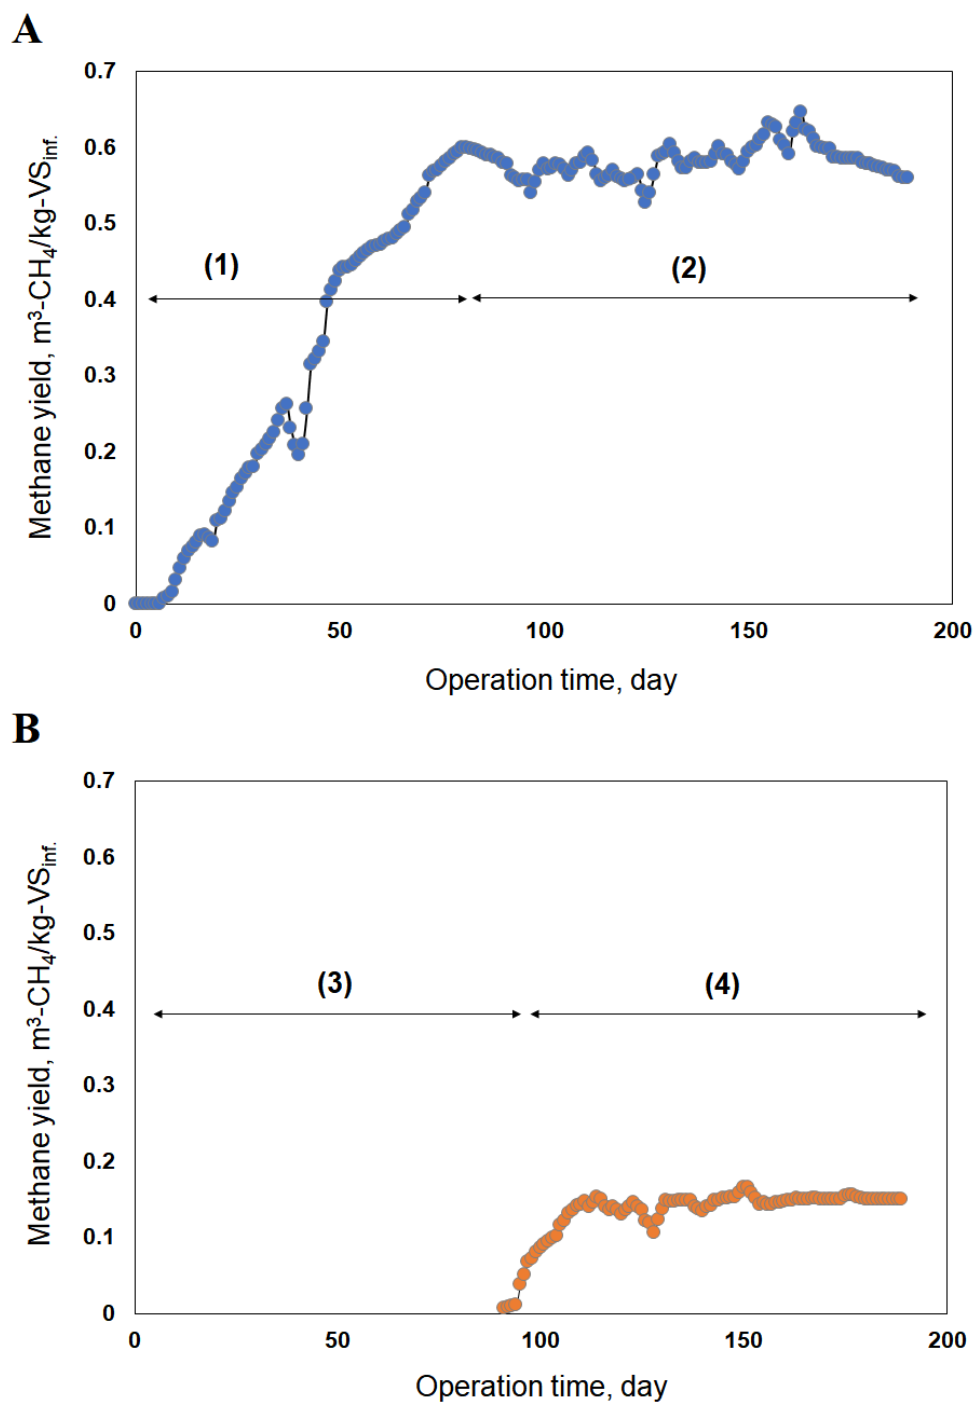 A
0.7
0.6
0.5
0.4
0.3
0.2
0.1
0
Methane yield, m³-CH₄/kg-VSinf.
(1)
(2)
0 50 100 150 200
Operation time, day
B
0.7
0.6
0.5
0.4
0.3
0.2
0.1
0
Methane yield, m³-CH₄/kg-VSinf.
(3)
(4)
0 50 100 150 200
Operation time, day